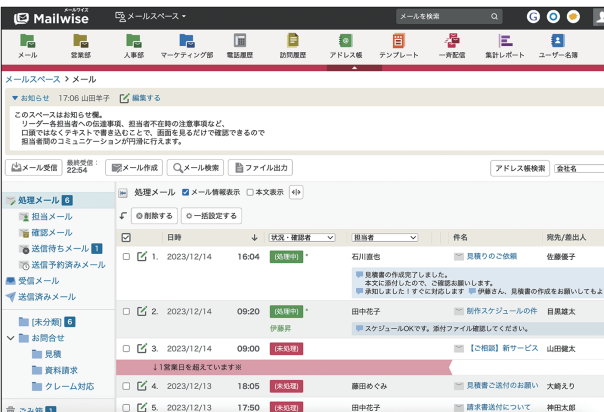 メールワイズ
Mailwise
メールスペース
メールを検索
メール
営業部
人事部
マーケティング部
電話履歴
訪問履歴
アドレス帳
テンプレート
一斉配信
集計レポート
ユーザー名簿
メールスペース > メール
▼お知らせ 17:06 山田羊子 編集する
このスペースはお知らせ欄。
リーダー各担当者への伝達事項、担当者不在時の注意事項など、
口頭ではなくテキストで書き込むことで、画面を見るだけで確認できるので
担当者間のコミュニケーションが円滑に行えます。
メール受信
最終受信:
22:54
メール作成
メール検索
ファイル出力
アドレス帳検索
会社名
処理メール 6
担当メール
確認メール
送信待ちメール 1
送信予約済みメール
受信メール
送信済みメール
[未分類] 6
お問合せ
見積
資料請求
クレーム対応
ごみ箱 1
処理メール メール情報表示 本文表示
削除する
一括設定する
日時 ↓ 状況・確認者 担当者 件名 宛先/差出人
1. 2023/12/14 16:04 (処理中) * 石川直也 見積りのご依頼 佐藤優子
見積書の作成完了しました。
本文に添付したので、ご確認お願いします。
承知しました！すぐに対応します 伊藤さん、見積書の作成をお願いしてもよ
2. 2023/12/14 09:20 (処理中) * 田中花子 制作スケジュールの件 目黒雄太
伊藤昇
スケジュールOKです。添付ファイル確認してください。
3. 2023/12/14 09:00 (未処理) 【ご相談】新サービス 山田健太
↓1営業日を超えています※
4. 2023/12/13 18:05 (未処理) 藤田めぐみ 見積書ご送付のお願い 大崎えり
5. 2023/12/13 17:50 (未処理) 田中花子 請求書送付について 神田太郎